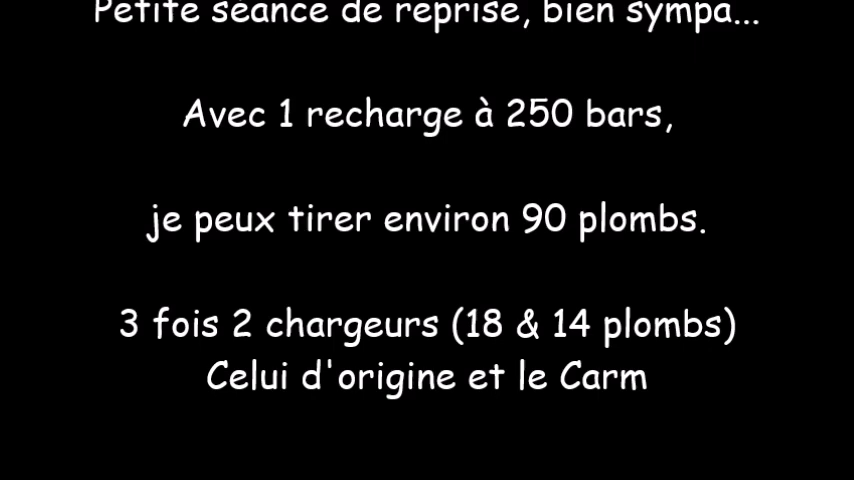 Petite séance de reprise, bien sympa...
Avec 1 recharge à 250 bars,
je peux tirer environ 90 plombs.
3 fois 2 chargeurs (18 & 14 plombs)
Celui d'origine et le Carm